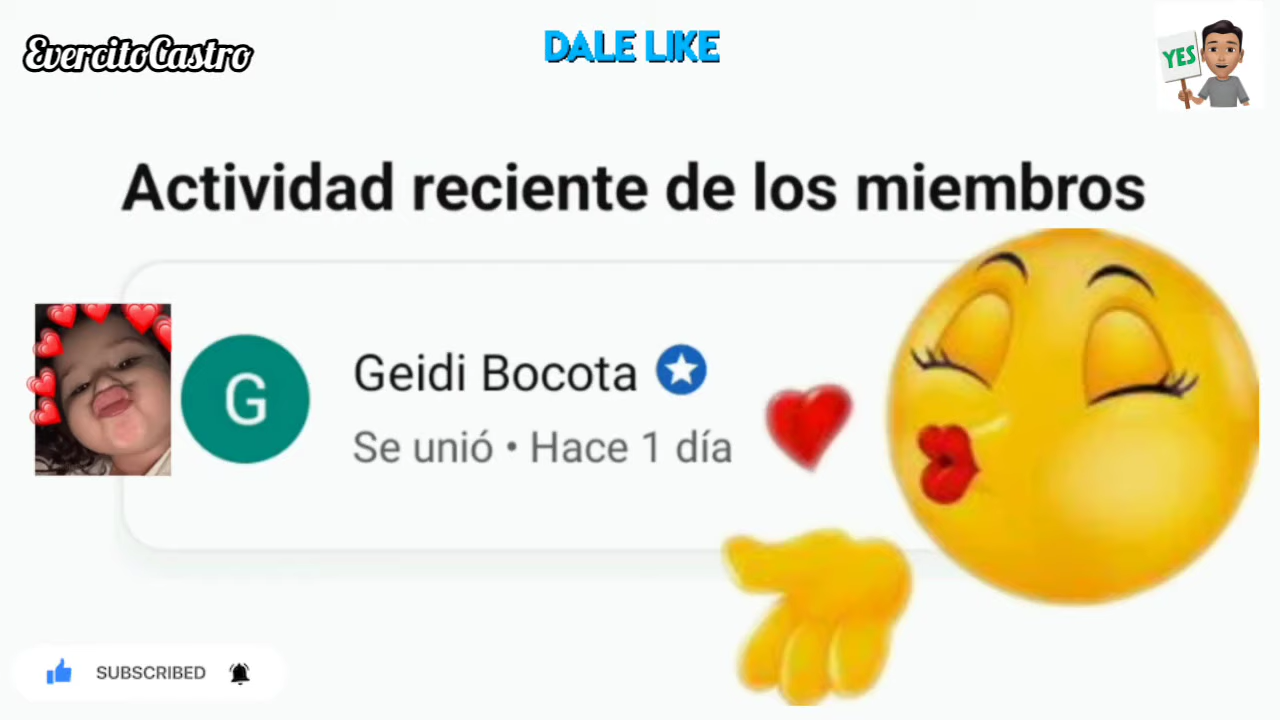 EvercitoCastro
DALE LIKE
YES
Actividad reciente de los miembros
G
Geidi Bocota
Se unió • Hace 1 día
SUBSCRIBED